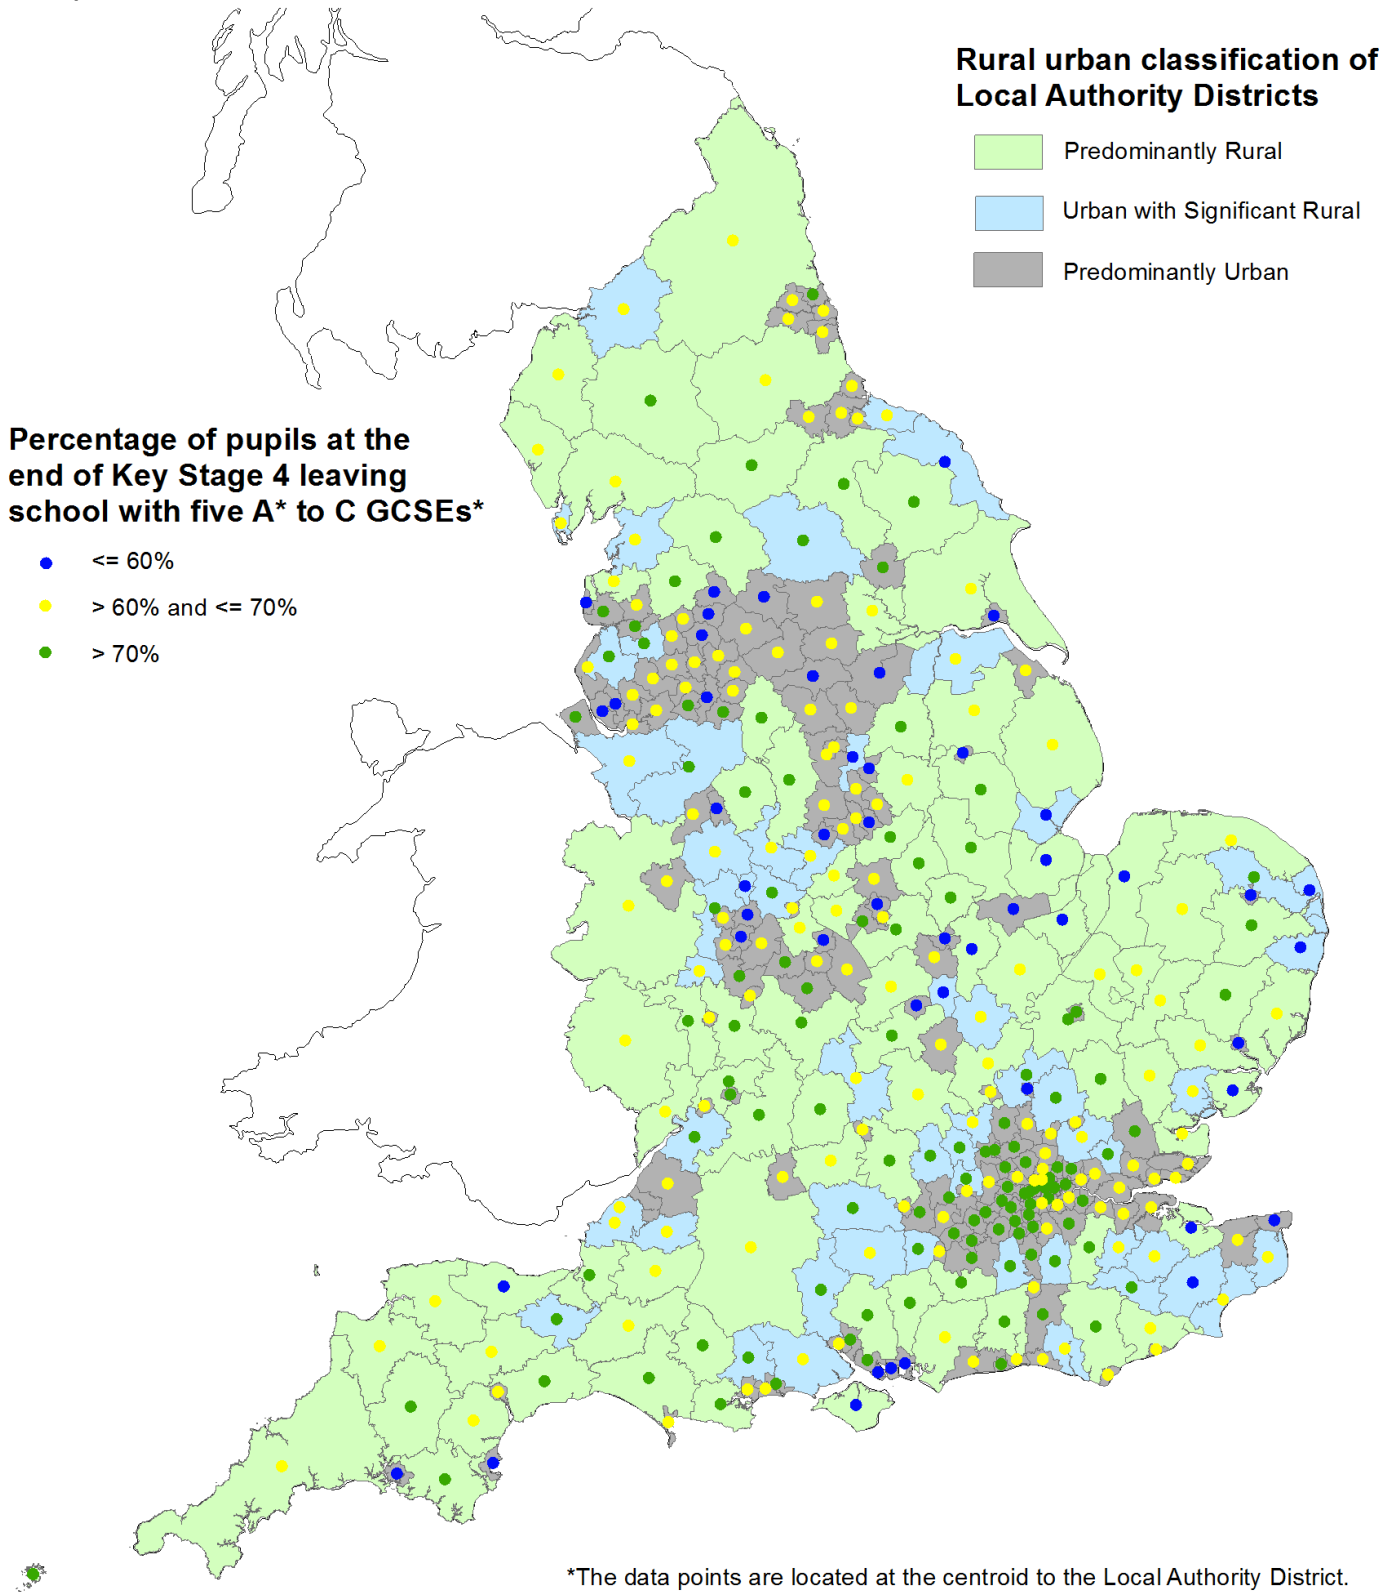 Rural urban classification of
Local Authority Districts
Predominantly Rural
Urban with Significant Rural
Predominantly Urban
Percentage of pupils at the
end of Key Stage 4 leaving
school with five A* to C GCSEs*
<= 60%
> 60% and <= 70%
> 70%
*The data points are located at the centroid to the Local Authority District.